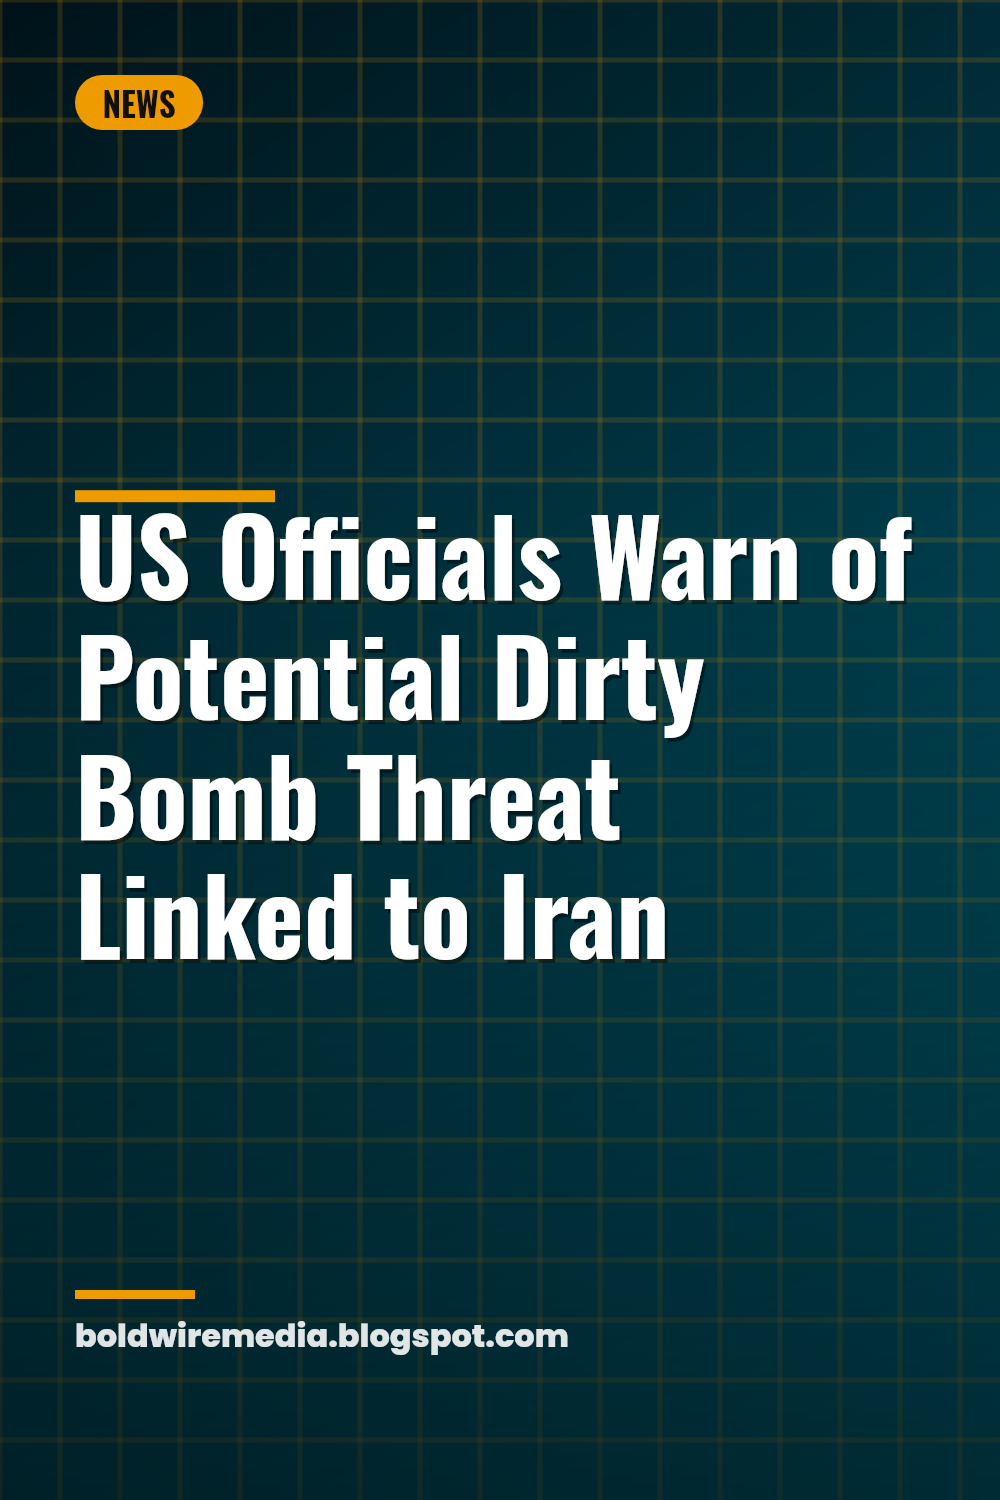 NEWS
US Officials Warn of
Potential Dirty
Bomb Threat
Linked to Iran
boldwiremedia.blogspot.com